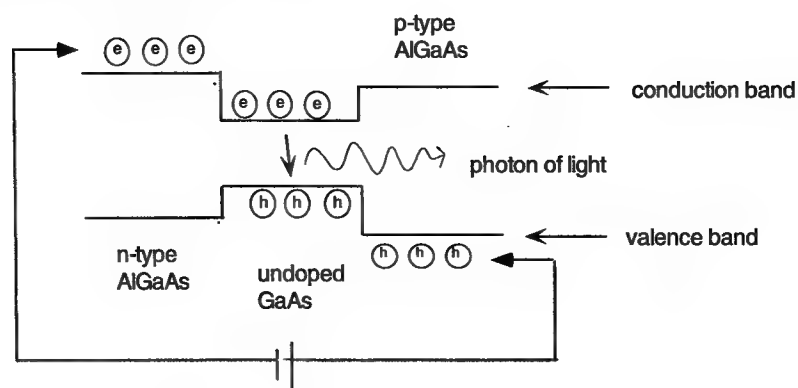 p-type
AlGaAs
e e e
e e e
conduction band
photon of light
h h h
valence band
h h h
n-type
AlGaAs
undoped
GaAs